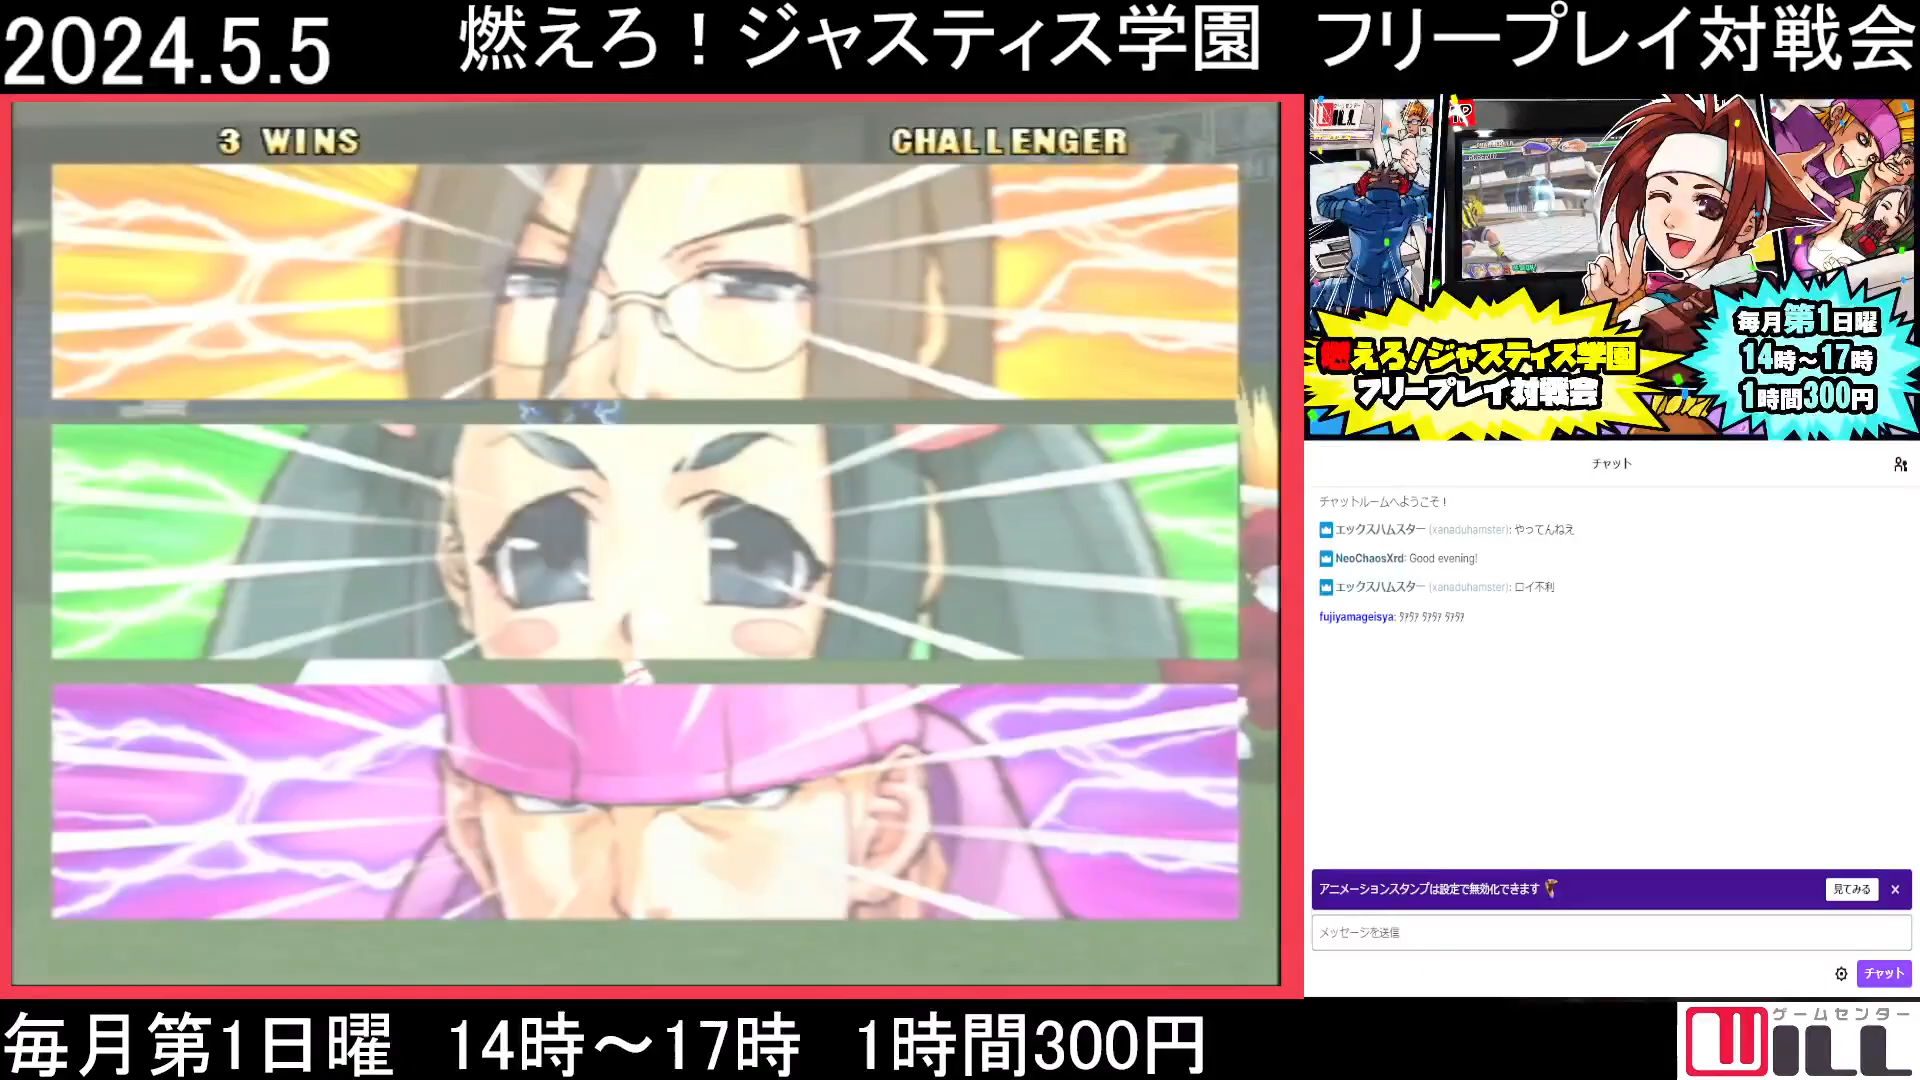 2024.5.5 燃えろ！ジャスティス学園 フリープレイ対戦会
3 WINS
CHALLENGER
毎月第1日曜
14時～17時
1時間300円
燃えろ!ジャスティス学園
フリープレイ対戦会
チャット
チャットルームへようこそ！
エックスハムスター (xanaduhamster): やってんねえ
NeoChaosXrd: Good evening!
エックスハムスター (xanaduhamster): ロイ不利
fujiyamageisya: ﾀｱﾀｱ ﾀｱﾀｱ ﾀｱﾀｱ
アニメーションスタンプは設定で無効化できます
見てみる
メッセージを送信
チャット
毎月第1日曜 14時～17時 1時間300円
ゲームセンター
WILL